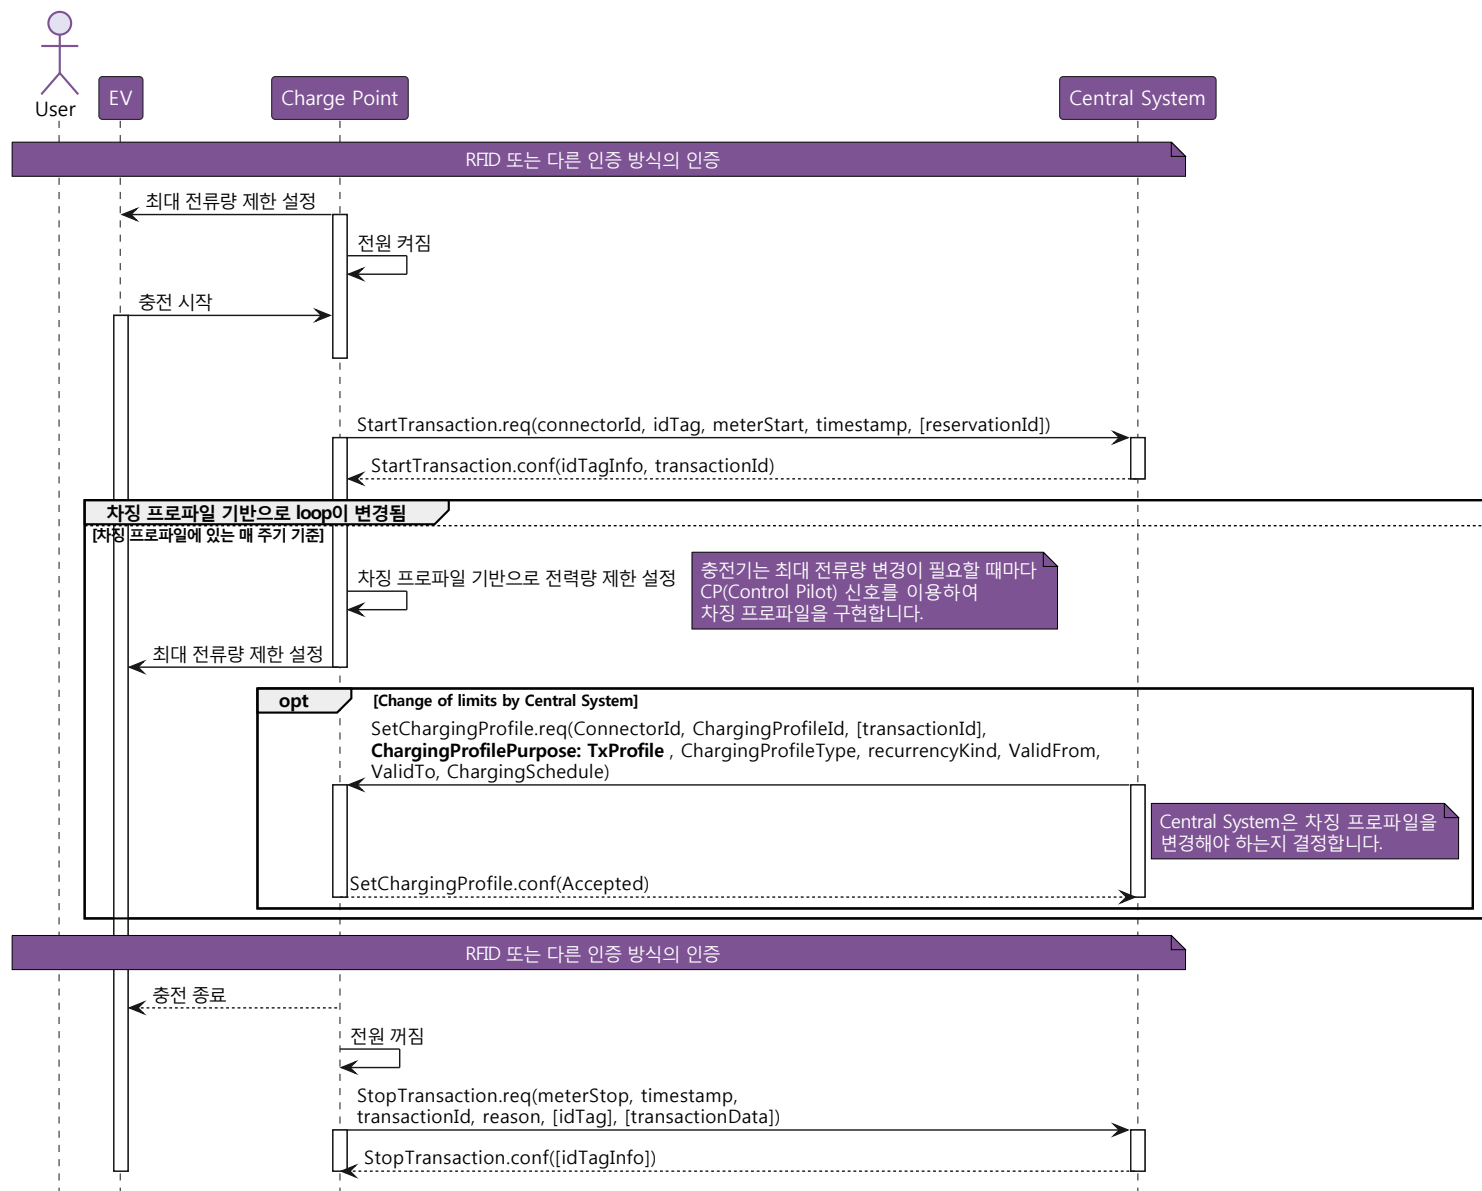 User
EV
Charge Point
Central System
RFID 또는 다른 인증 방식의 인증
최대 전류량 제한 설정
전원 켜짐
충전 시작
StartTransaction.req(connectorId, idTag, meterStart, timestamp, [reservationId])
StartTransaction.conf(idTagInfo, transactionId)
차징 프로파일 기반으로 loop이 변경됨
[차징 프로파일에 있는 매 주기 기준]
차징 프로파일 기반으로 전력량 제한 설정
충전기는 최대 전류량 변경이 필요할 때마다
CP(Control Pilot) 신호를 이용하여
차징 프로파일을 구현합니다.
최대 전류량 제한 설정
opt
[Change of limits by Central System]
SetChargingProfile.req(ConnectorId, ChargingProfileId, [transactionId],
ChargingProfilePurpose: TxProfile , ChargingProfileType, recurrencyKind, ValidFrom,
ValidTo, ChargingSchedule)
Central System은 차징 프로파일을
변경해야 하는지 결정합니다.
SetChargingProfile.conf(Accepted)
RFID 또는 다른 인증 방식의 인증
충전 종료
전원 꺼짐
StopTransaction.req(meterStop, timestamp,
transactionId, reason, [idTag], [transactionData])
StopTransaction.conf([idTagInfo])